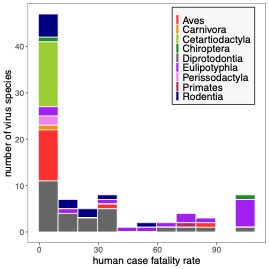 Aves
Carnivora
Cetartiodactyla
Chiroptera
Diprotodontia
Eulipotyphla
Perissodactyla
Primates
Rodentia
number of virus species
40
30
20
10
0
0
30
60
90
human case fatality rate